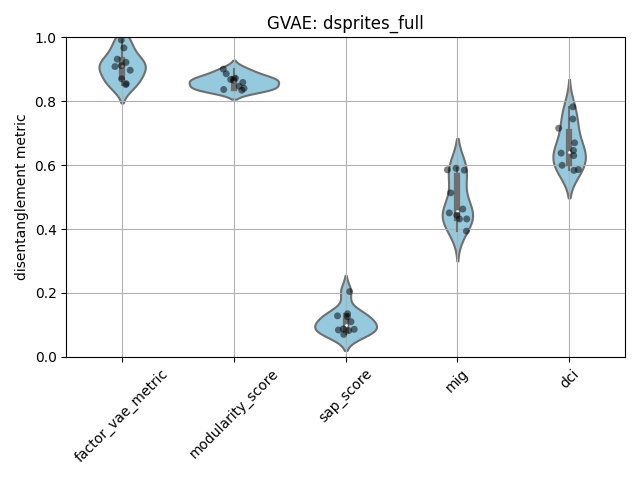 GVAE: dsprites_full
disentanglement metric
1.0
0.8
0.6
0.4
0.2
0.0
factor_vae_metric
modularity_score
sap_score
mig
dci